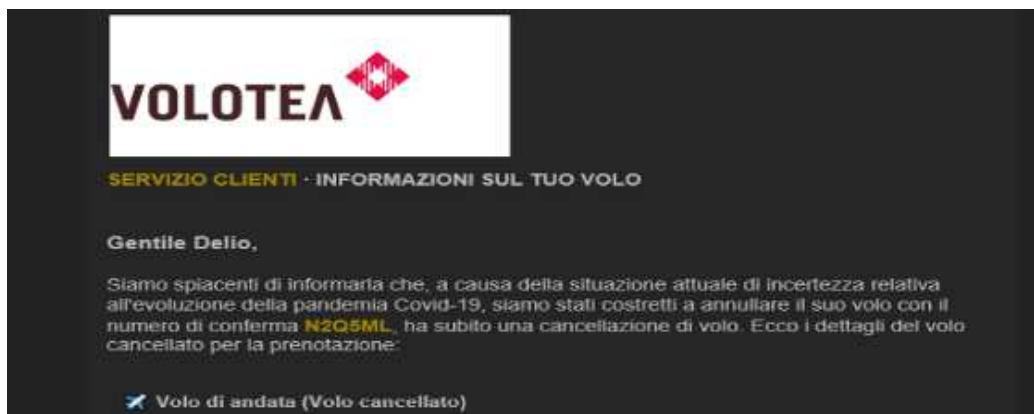 VOLOTEA
SERVIZIO CLIENTI · INFORMAZIONI SUL TUO VOLO
Gentile Delio,
Siamo spiacenti di informarla che, a causa della situazione attuale di incertezza relativa
all'evoluzione della pandemia Covid-19, siamo stati costretti a annullare il suo volo con il
numero di conferma N2Q5ML, ha subito una cancellazione di volo. Ecco i dettagli del volo
cancellato per la prenotazione:
Volo di andata (Volo cancellato)